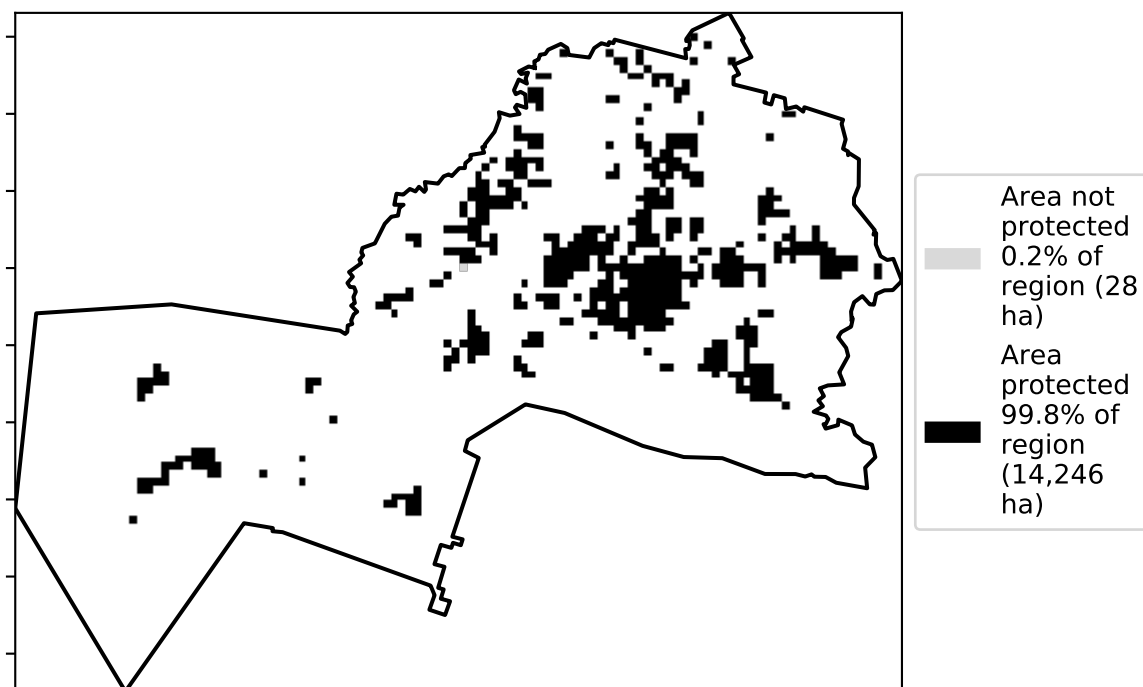 Area not
protected
0.2% of
region (28
ha)
Area
protected
99.8% of
region
(14,246
ha)